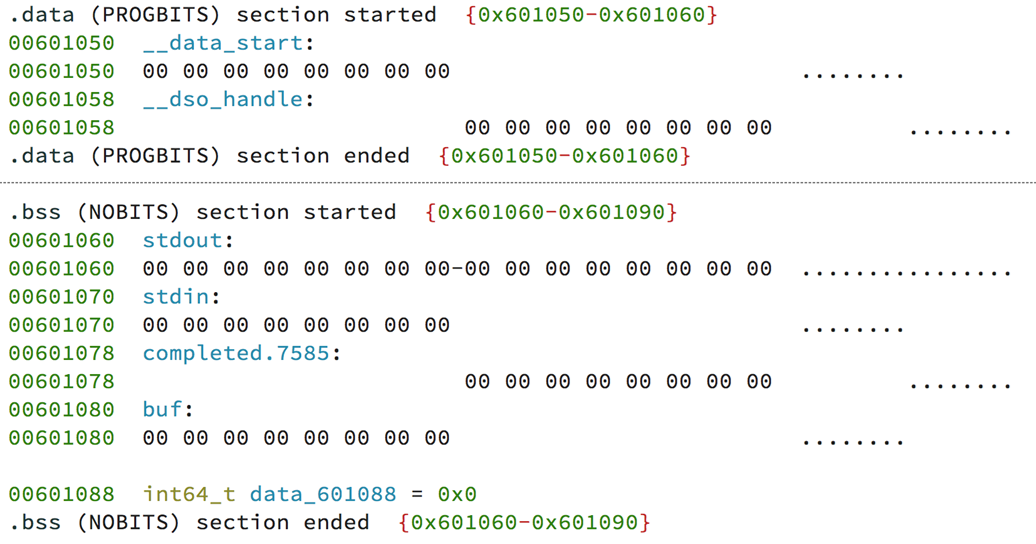 .data (PROGBITS) section started  {0x601050-0x601060}
00601050  __data_start:
00601050  00 00 00 00 00 00 00 00                          ........
00601058  __dso_handle:
00601058                          00 00 00 00 00 00 00 00          ........
.data (PROGBITS) section ended  {0x601050-0x601060}
.bss (NOBITS) section started  {0x601060-0x601090}
00601060  stdout:
00601060  00 00 00 00 00 00 00 00-00 00 00 00 00 00 00 00  ................
00601070  stdin:
00601070  00 00 00 00 00 00 00 00                          ........
00601078  completed.7585:
00601078                          00 00 00 00 00 00 00 00          ........
00601080  buf:
00601080  00 00 00 00 00 00 00 00                          ........
00601088  int64_t data_601088 = 0x0
.bss (NOBITS) section ended  {0x601060-0x601090}